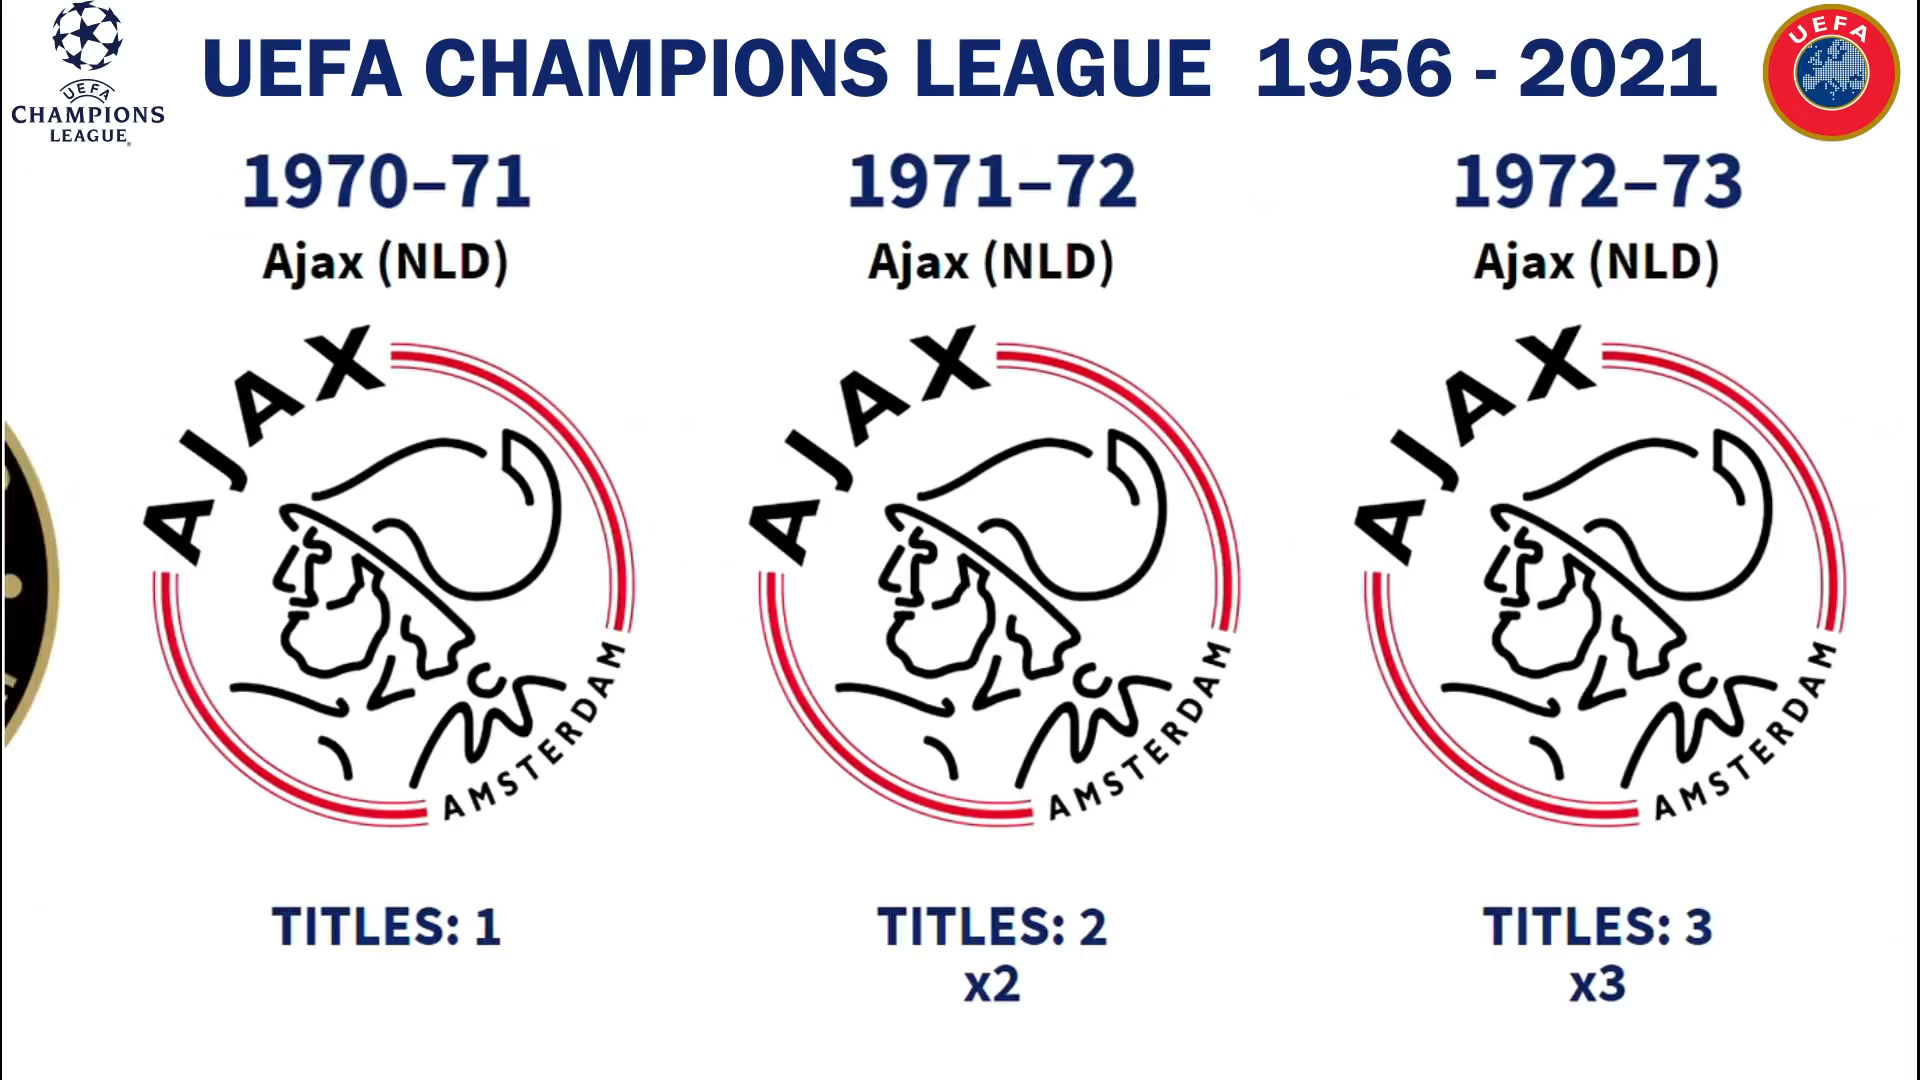 UEFA
CHAMPIONS
LEAGUE
UEFA CHAMPIONS LEAGUE 1956 - 2021
UEFA
1970–71
Ajax (NLD)
AJAX
AMSTERDAM
TITLES: 1
1971–72
Ajax (NLD)
AJAX
AMSTERDAM
TITLES: 2
x2
1972–73
Ajax (NLD)
AJAX
AMSTERDAM
TITLES: 3
x3